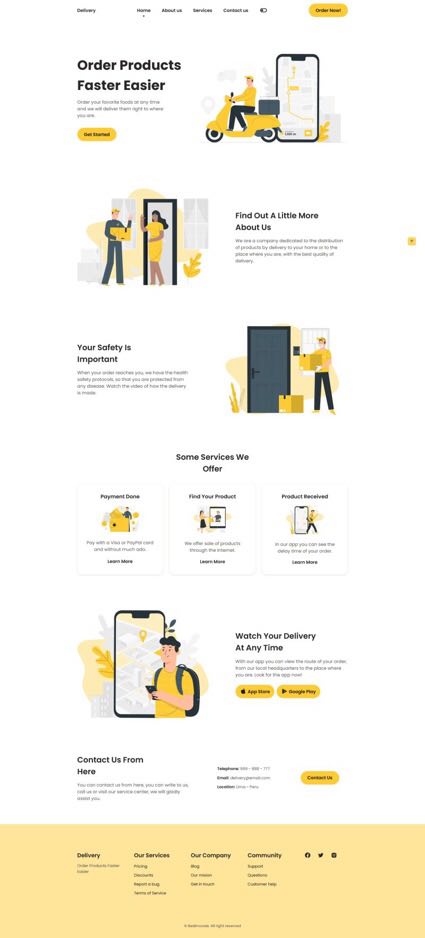 Delivery
Home
About us
Services
Contact us
Order Now!
Order Products
Faster Easier
Order your favorite foods at any time
and we will deliver them right to where
you are.
Get Started
Find Out A Little More
About Us
We are a company dedicated to the distribution
of products by delivery to your home or to the
place where you are, with the best quality of
delivery.
Your Safety Is
Important
When your order reaches you, we have the health
safety protocols, so that you are protected from
any disease. Watch the video of how the delivery
is made.
Some Services We
Offer
Payment Done
Pay with a Visa or PayPal card
and without much ado.
Learn More
Find Your Product
We offer sale of products
through the internet.
Learn More
Product Received
In our app you can see the
delay time of your order.
Learn More
Watch Your Delivery
At Any Time
With our app you can view the route of your order,
from our local headquarters to the place where
you are. Look for the app now!
App Store
Google Play
Contact Us From
Here
You can contact us from here, you can write to us,
call us or visit our service center, we will gladly
assist you.
Telephone: 999 - 888 - 777
Email: delivery@email.com
Location: Lima - Peru
Contact Us
Delivery
Order Products Faster
Easier
Our Services
Pricing
Discounts
Report a bug
Terms of Service
Our Company
Blog
Our mision
Get in touch
Community
Support
Questions
Customer help